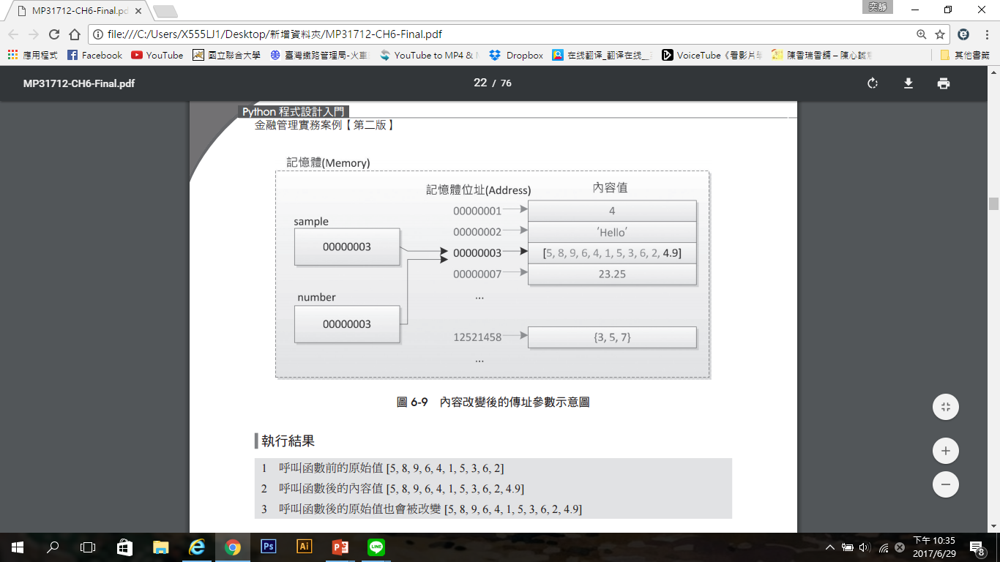 MP31712-CH6-Final.pd
奕靜
file:///C:/Users/X555LJ1/Desktop/新增資料夾/MP31712-CH6-Final.pdf
應用程式 Facebook YouTube 國立聯合大學 臺灣鐵路管理局-火車 YouTube to MP4 & Dropbox 在线翻译_翻译在线__ VoiceTube《看影片學 陳香瑞香舖 – 陳心誠 其他書籤
MP31712-CH6-Final.pdf 22 / 76
Python 程式設計入門
金融管理實務案例【第二版】
記憶體(Memory)
記憶體位址(Address) 內容值
00000001 4
sample
00000002 'Hello'
00000003 00000003 [5, 8, 9, 6, 4, 1, 5, 3, 6, 2, 4.9]
00000007 23.25
number
...
00000003
12521458 {3, 5, 7}
...
圖 6-9 內容改變後的傳址參數示意圖
執行結果
1 呼叫函數前的原始值 [5, 8, 9, 6, 4, 1, 5, 3, 6, 2]
2 呼叫函數後的內容值 [5, 8, 9, 6, 4, 1, 5, 3, 6, 2, 4.9]
3 呼叫函數後的原始值也會被改變 [5, 8, 9, 6, 4, 1, 5, 3, 6, 2, 4.9]
Ps Ai P LINE
下午 10:35
2017/6/29
8